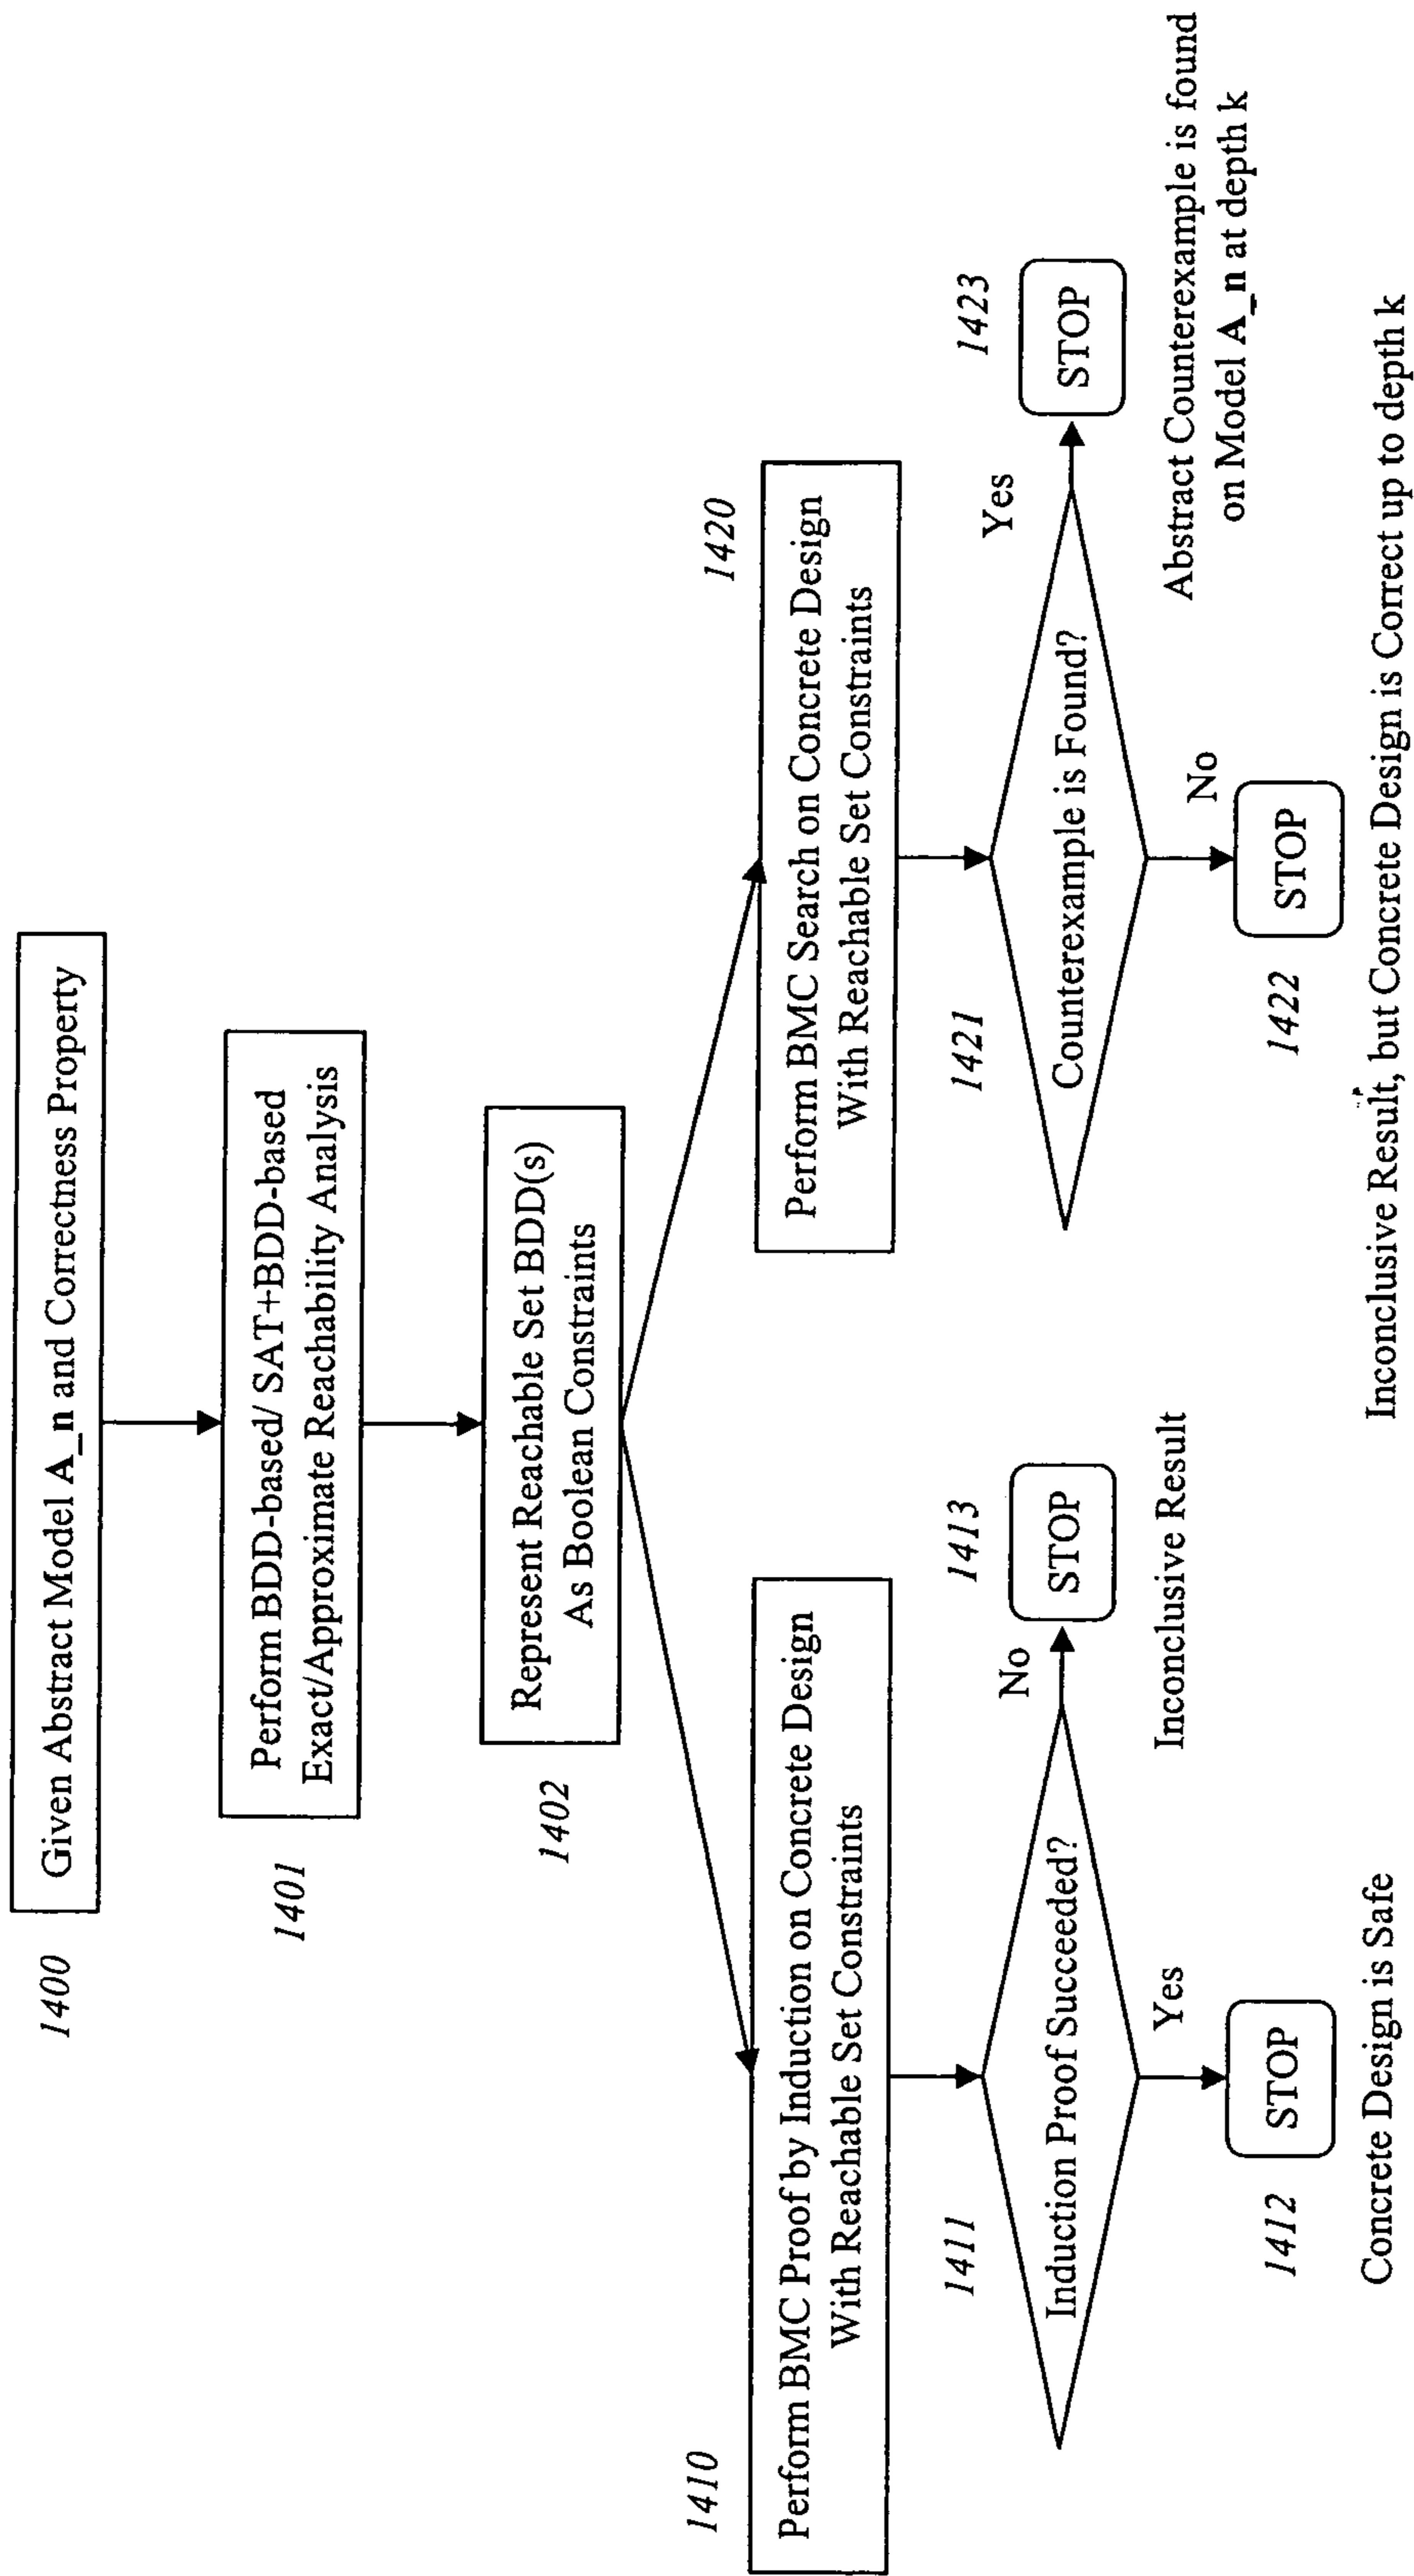 1400
Given Abstract Model A_n and Correctness Property
1401
Perform BDD-based/ SAT+BDD-based
Exact/Approximate Reachability Analysis
1402
Represent Reachable Set BDD(s)
As Boolean Constraints
1410
Perform BMC Proof by Induction on Concrete Design
With Reachable Set Constraints
1411
Induction Proof Succeeded?
No
1413
STOP
Inconclusive Result
Yes
1412
STOP
Concrete Design is Safe
1420
Perform BMC Search on Concrete Design
With Reachable Set Constraints
1421
Counterexample is Found?
Yes
1423
STOP
Abstract Counterexample is found
on Model A_n at depth k
No
1422
STOP
Inconclusive Result, but Concrete Design is Correct up to depth k